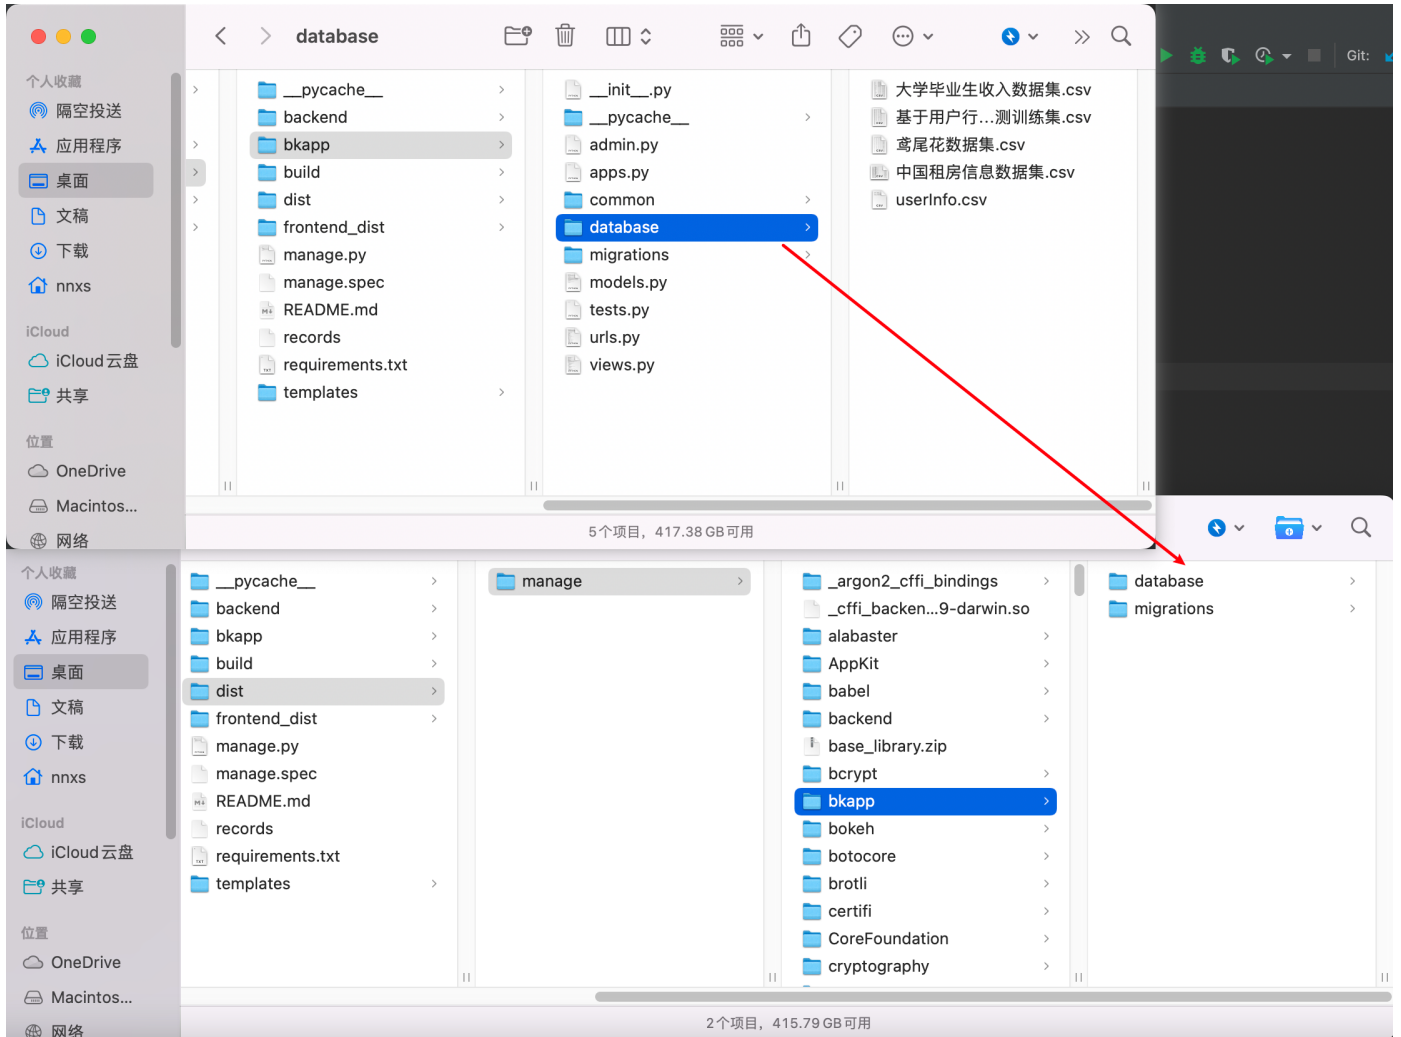 database
Git:
个人收藏
隔空投送
应用程序
桌面
文稿
下载
nnxs
iCloud
iCloud云盘
共享
位置
OneDrive
Macintos...
网络
__pycache__
backend
bkapp
build
dist
frontend_dist
manage.py
manage.spec
README.md
records
requirements.txt
templates
__init__.py
__pycache__
admin.py
apps.py
common
database
migrations
models.py
tests.py
urls.py
views.py
大学毕业生收入数据集.csv
基于用户行...测训练集.csv
鸢尾花数据集.csv
中国租房信息数据集.csv
userInfo.csv
5个项目，417.38 GB可用
个人收藏
隔空投送
应用程序
桌面
文稿
下载
nnxs
iCloud
iCloud云盘
共享
位置
OneDrive
Macintos...
网络
__pycache__
backend
bkapp
build
dist
frontend_dist
manage.py
manage.spec
README.md
records
requirements.txt
templates
manage
_argon2_cffi_bindings
_cffi_backen...9-darwin.so
alabaster
AppKit
babel
backend
base_library.zip
bcrypt
bkapp
bokeh
botocore
brotli
certifi
CoreFoundation
cryptography
database
migrations
2个项目，415.79 GB可用